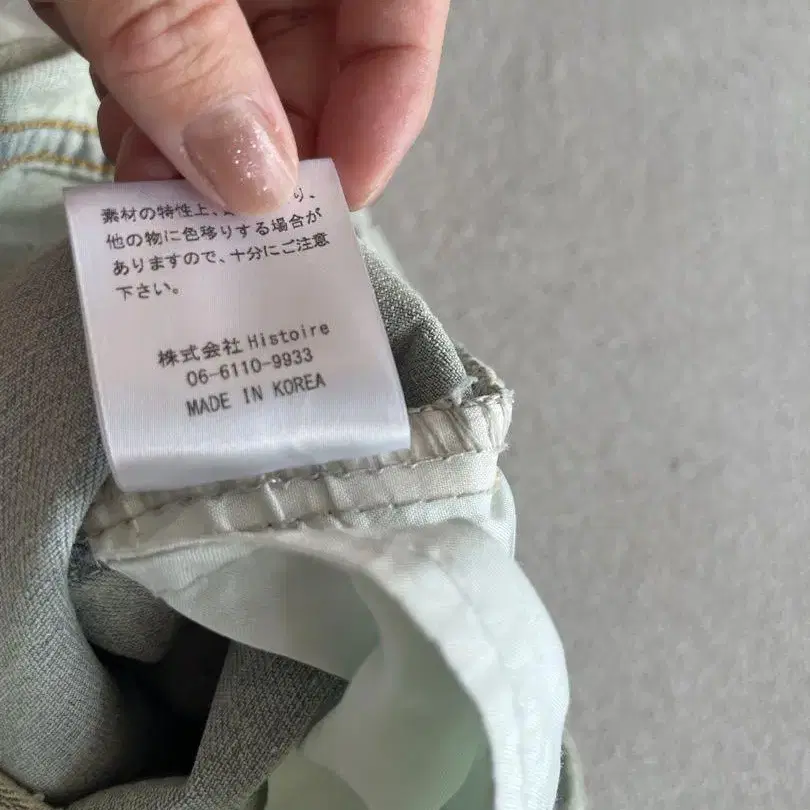 素材の特性上、り、
他の物に色移りする場合が
ありますので、十分にご注意
下さい。
株式会社 Histoire
06-6110-9933
MADE IN KOREA